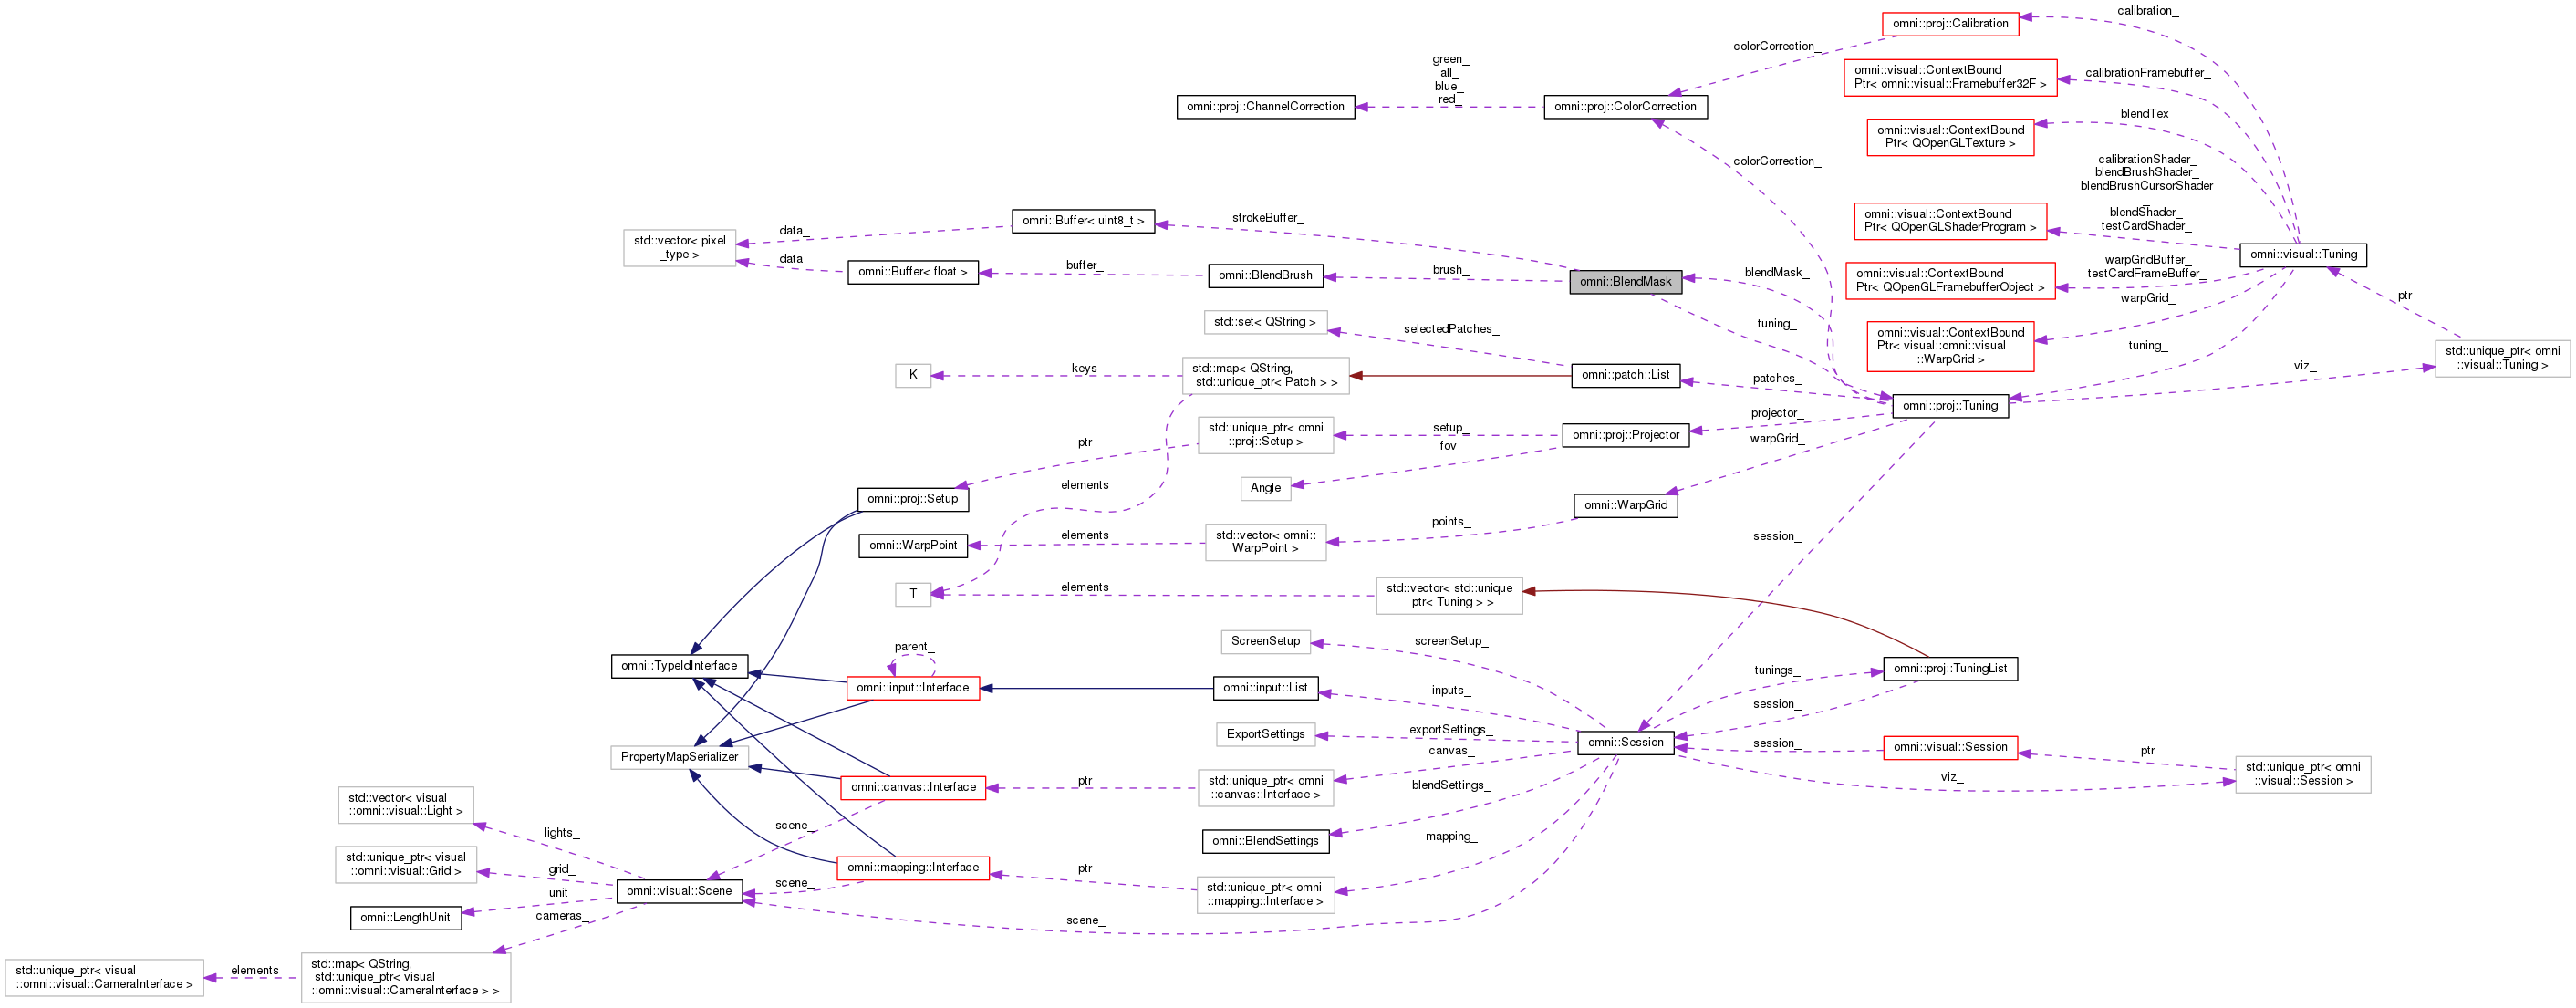 calibration_
omni::proj::Calibration
colorCorrection_
green_
all_
blue_
red_
omni::proj::ChannelCorrection
omni::proj::ColorCorrection
omni::visual::ContextBound
Ptr< omni::visual::Framebuffer32F >
calibrationFramebuffer_
blendTex_
omni::visual::ContextBound
Ptr< QOpenGLTexture >
colorCorrection_
calibrationShader_
blendBrushShader_
blendBrushCursorShader
_
blendShader_
testCardShader_
omni::visual::ContextBound
Ptr< QOpenGLShaderProgram >
omni::Buffer< uint8_t >
strokeBuffer_
std::vector< pixel
_type >
data_
data_
omni::Buffer< float >
buffer_
omni::BlendBrush
brush_
omni::BlendMask
blendMask_
omni::visual::Tuning
warpGridBuffer_
testCardFrameBuffer_
omni::visual::ContextBound
Ptr< QOpenGLFramebufferObject >
warpGrid_
ptr
std::set< QString >
selectedPatches_
tuning_
omni::visual::ContextBound
Ptr< visual::omni::visual
::WarpGrid >
tuning_
std::unique_ptr< omni
::visual::Tuning >
viz_
K
keys
std::map< QString,
std::unique_ptr< Patch > >
omni::patch::List
patches_
omni::proj::Tuning
projector_
ptr
std::unique_ptr< omni
::proj::Setup >
setup_
fov_
omni::proj::Projector
warpGrid_
elements
Angle
omni::proj::Setup
omni::WarpGrid
points_
omni::WarpPoint
elements
std::vector< omni::
WarpPoint >
session_
T
elements
std::vector< std::unique
_ptr< Tuning > >
ScreenSetup
screenSetup_
parent_
omni::TypeIdInterface
omni::input::Interface
omni::input::List
inputs_
tunings_
omni::proj::TuningList
session_
ExportSettings
exportSettings_
omni::Session
session_
omni::visual::Session
ptr
std::unique_ptr< omni
::visual::Session >
viz_
PropertyMapSerializer
canvas_
omni::canvas::Interface
ptr
std::unique_ptr< omni
::canvas::Interface >
blendSettings_
std::vector< visual
::omni::visual::Light >
lights_
scene_
omni::BlendSettings
mapping_
std::unique_ptr< visual
::omni::visual::Grid >
grid_
omni::mapping::Interface
ptr
scene_
omni::visual::Scene
unit_
std::unique_ptr< omni
::mapping::Interface >
omni::LengthUnit
cameras_
scene_
std::unique_ptr< visual
::omni::visual::CameraInterface >
elements
std::map< QString,
std::unique_ptr< visual
::omni::visual::CameraInterface > >